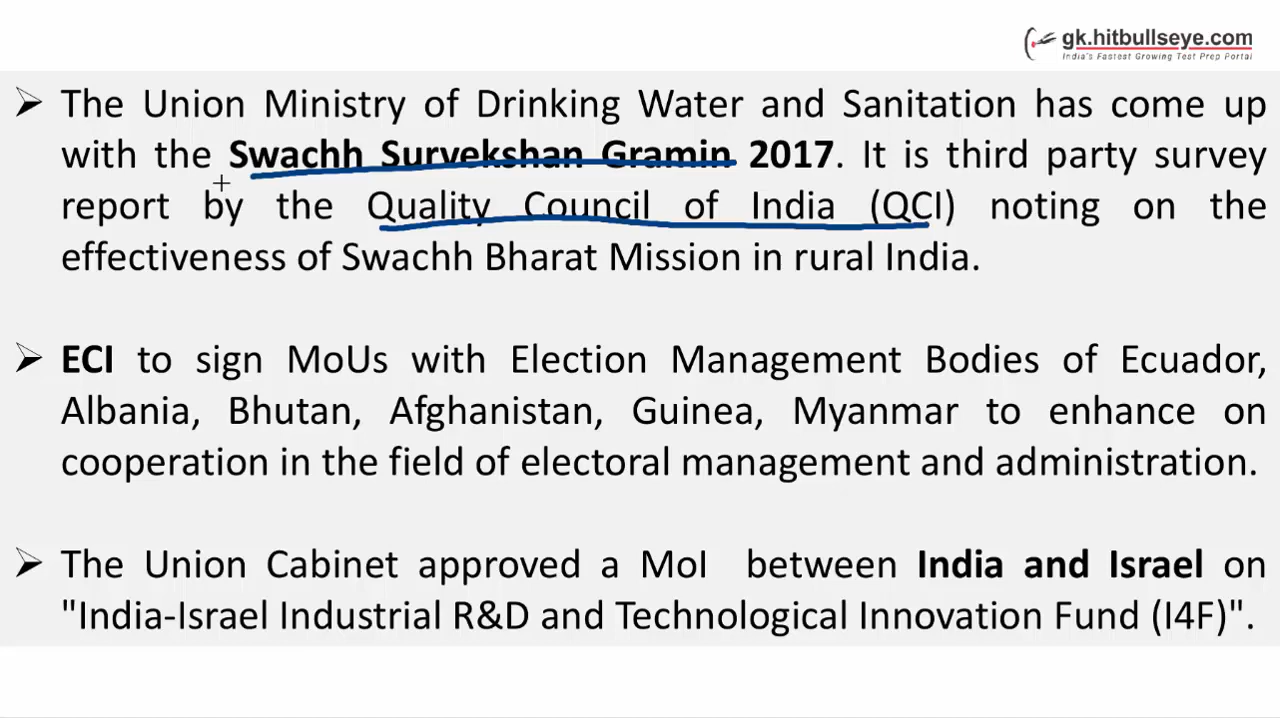 gk.hitbullseye.com
India's Fastest Growing Test Prep Portal
➢ The Union Ministry of Drinking Water and Sanitation has come up
with the Swachh Survekshan Gramin 2017. It is third party survey
report by the Quality Council of India (QCI) noting on the
effectiveness of Swachh Bharat Mission in rural India.
➢ ECI to sign MoUs with Election Management Bodies of Ecuador,
Albania, Bhutan, Afghanistan, Guinea, Myanmar to enhance on
cooperation in the field of electoral management and administration.
➢ The Union Cabinet approved a MoI between India and Israel on
"India-Israel Industrial R&D and Technological Innovation Fund (I4F)".